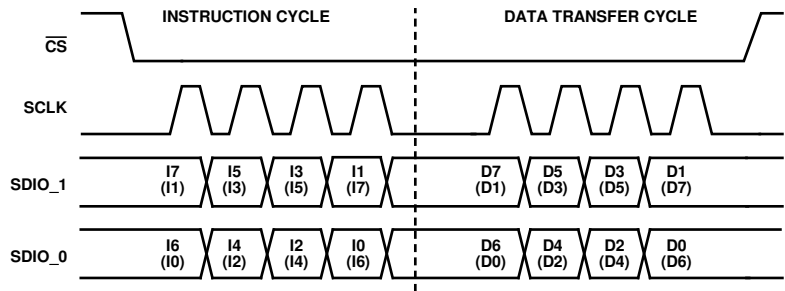 INSTRUCTION CYCLE DATA TRANSFER CYCLE
CS
SCLK
SDIO_1 I7 I5 I3 I1 D7 D5 D3 D1
(I1) (I3) (I5) (I7) (D1) (D3) (D5) (D7)
SDIO_0 I6 I4 I2 I0 D6 D4 D2 D0
(I0) (I2) (I4) (I6) (D0) (D2) (D4) (D6)